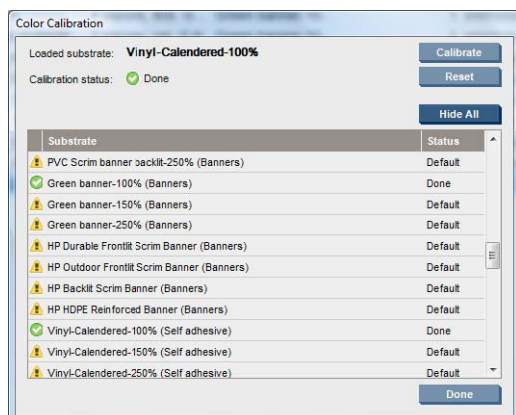 Color Calibration
Loaded substrate: Vinyl-Calendered-100%
Calibrate
Calibration status: Done
Reset
Hide All
Substrate Status
PVC Scrim banner backlit-250% (Banners) Default
Green banner-100% (Banners) Done
Green banner-150% (Banners) Default
Green banner-250% (Banners) Default
HP Durable Frontlit Scrim Banner (Banners) Default
HP Outdoor Frontlit Scrim Banner (Banners) Default
HP Backlit Scrim Banner (Banners) Default
HP HDPE Reinforced Banner (Banners) Default
Vinyl-Calendered-100% (Self adhesive) Done
Vinyl-Calendered-150% (Self adhesive) Default
Vinyl-Calendered-250% (Self adhesive) Default
Done